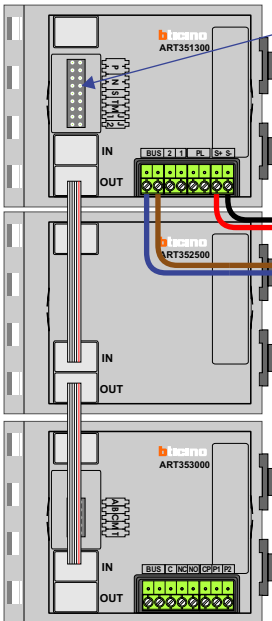 bticino
ART351300
P N S T M 1 2
IN
OUT
BUS 2 1 PL S+ S-
bticino
ART352500
IN
OUT
bticino
ART353000
A B C M T
IN
OUT
BUS C NC NO CP P1 P2